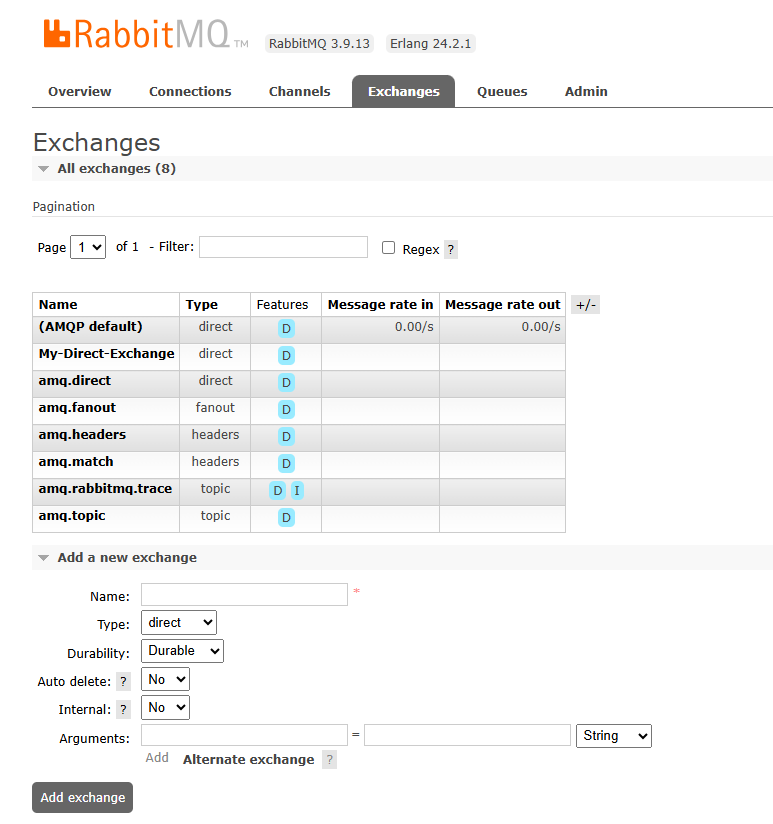 RabbitMQ TM RabbitMQ 3.9.13 Erlang 24.2.1
Overview Connections Channels Exchanges Queues Admin
Exchanges
All exchanges (8)
Pagination
Page 1 of 1 - Filter: Regex ?
Name Type Features Message rate in Message rate out +/-
(AMQP default) direct D 0.00/s 0.00/s
My-Direct-Exchange direct D
amq.direct direct D
amq.fanout fanout D
amq.headers headers D
amq.match headers D
amq.rabbitmq.trace topic D I
amq.topic topic D
Add a new exchange
Name: *
Type: direct
Durability: Durable
Auto delete: ? No
Internal: ? No
Arguments: = String
Add Alternate exchange ?
Add exchange